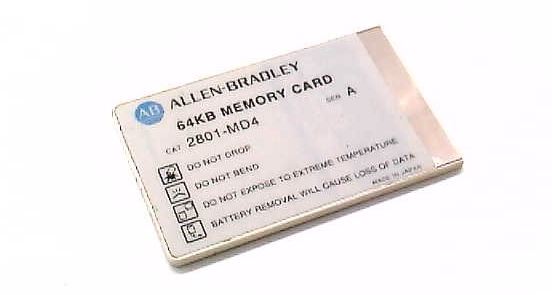 AB ALLEN-BRADLEY
64KB MEMORY CARD
CAT 2801-MD4 SER A
DO NOT DROP
DO NOT BEND
DO NOT EXPOSE TO EXTREME TEMPERATURE
BATTERY REMOVAL WILL CAUSE LOSS OF DATA
MADE IN JAPAN